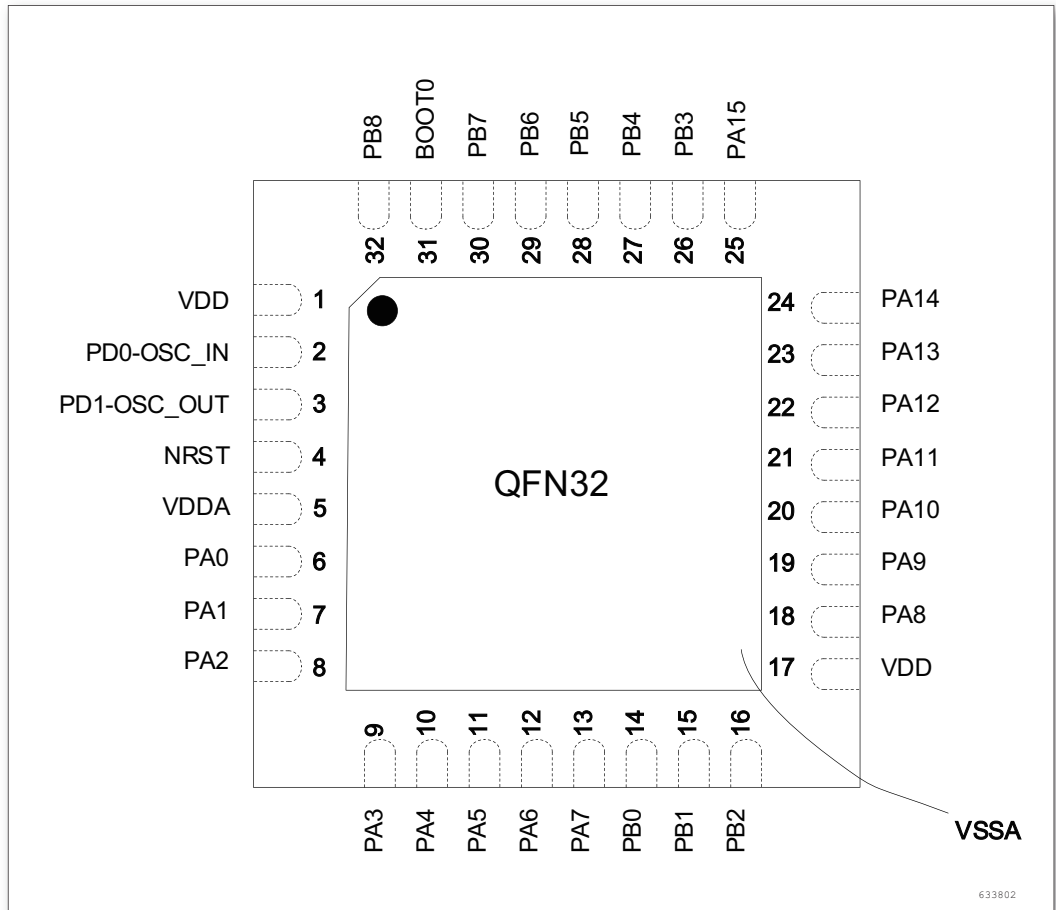 PB8
BOOT0
PB7
PB6
PB5
PB4
PB3
PA15
32
31
30
29
28
27
26
25
VDD 1
PD0-OSC_IN 2
PD1-OSC_OUT 3
NRST 4
VDDA 5
PA0 6
PA1 7
PA2 8
QFN32
24 PA14
23 PA13
22 PA12
21 PA11
20 PA10
19 PA9
18 PA8
17 VDD
9
10
11
12
13
14
15
16
PA3
PA4
PA5
PA6
PA7
PB0
PB1
PB2
VSSA
633802